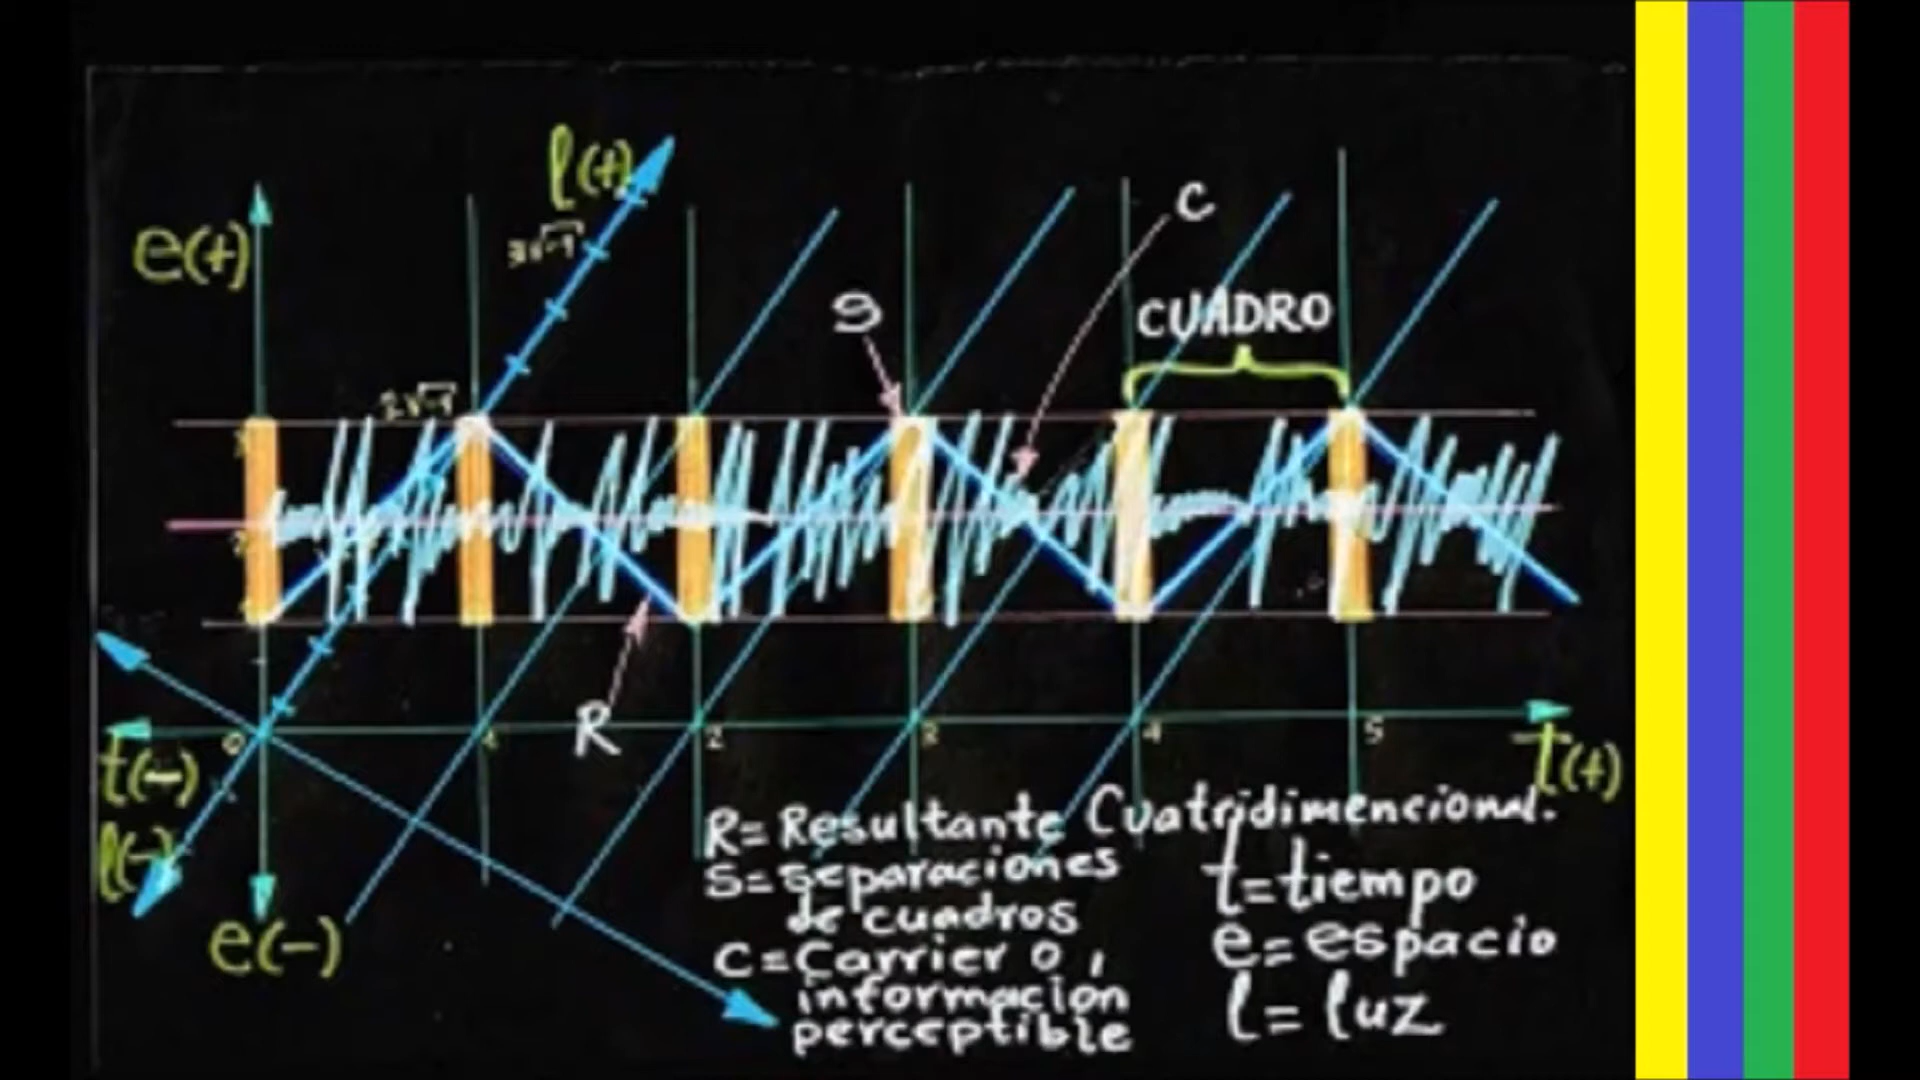 l(+)
e(+)
3√-1
C
S
CUADRO
2√-1
R
0
1
2
3
4
5
t(-)
t(+)
l(-)
e(-)
R= Resultante Cuatridimencional.
S= separaciones
de cuadros
C= Carrier o
informacion
perceptible
t= tiempo
e= espacio
l= luz